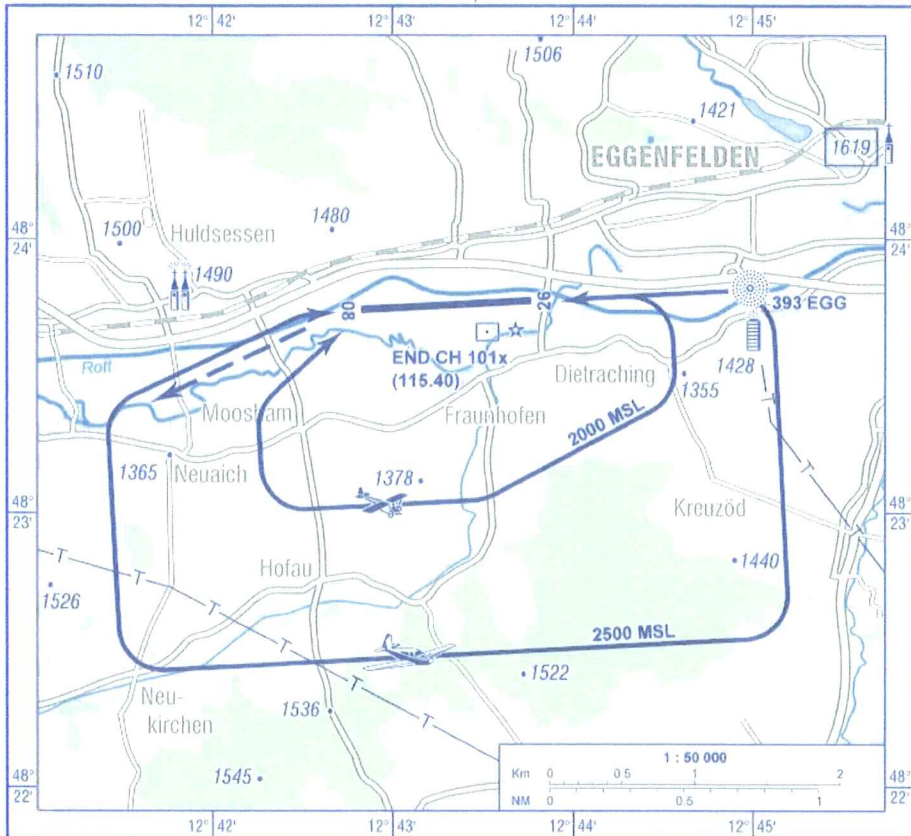 12° 42' 12° 43' 12° 44' 12° 45'
1510
1506
1421
EGGENFELDEN
1619
48° 24' 48° 24'
1500
Huldsessen
1480
1490
08
26
393 EGG
END CH 101x
(115.40)
1428
Rott
Dietraching
1355
Moosham
Fraunhofen
2000 MSL
1365
Neuaich
1378
48° 23' 48° 23'
Kreuzöd
T T T
T
Hofau
1440
1526
2500 MSL
T
1522
Neu-
kirchen
1536
T
T
1545
1 : 50 000
Km 0 0 5 1 2
NM 0 0.5 1
48° 22' 48° 22'
12° 42' 12° 43' 12° 44' 12° 45'